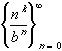 {n^k / b^n}^∞_{n = 0}